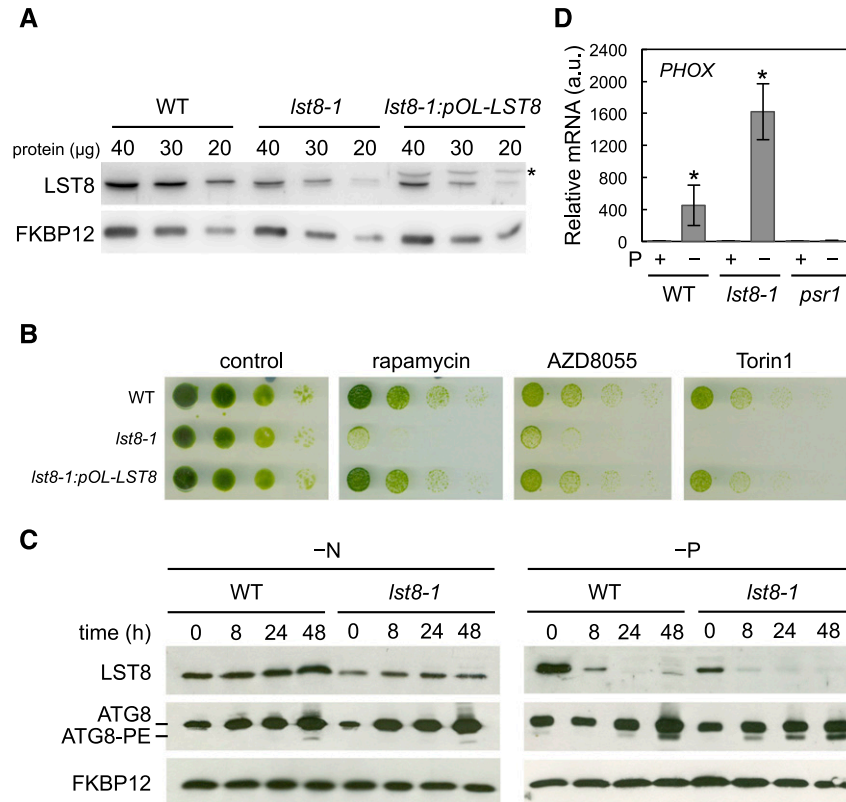 A
WT lst8-1 lst8-1:pOL-LST8
protein (µg) 40 30 20 40 30 20 40 30 20
LST8 *
FKBP12
D
PHOX
Relative mRNA (a.u.)
2400
2000
1600
1200
800
400
0
* *
P + − + − + −
WT lst8-1 psr1
B
control rapamycin AZD8055 Torin1
WT
lst8-1
lst8-1:pOL-LST8
C
−N −P
WT lst8-1 WT lst8-1
time (h) 0 8 24 48 0 8 24 48 0 8 24 48 0 8 24 48
LST8
ATG8
ATG8-PE
FKBP12